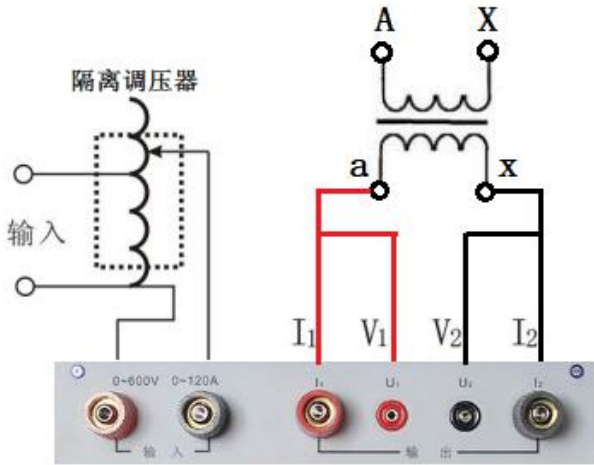 A X
隔离调压器
a x
输入
I₁ V₁ V₂ I₂
0~600V 0~120A I₁ U₁ U₂ I₂
输 入 输 出